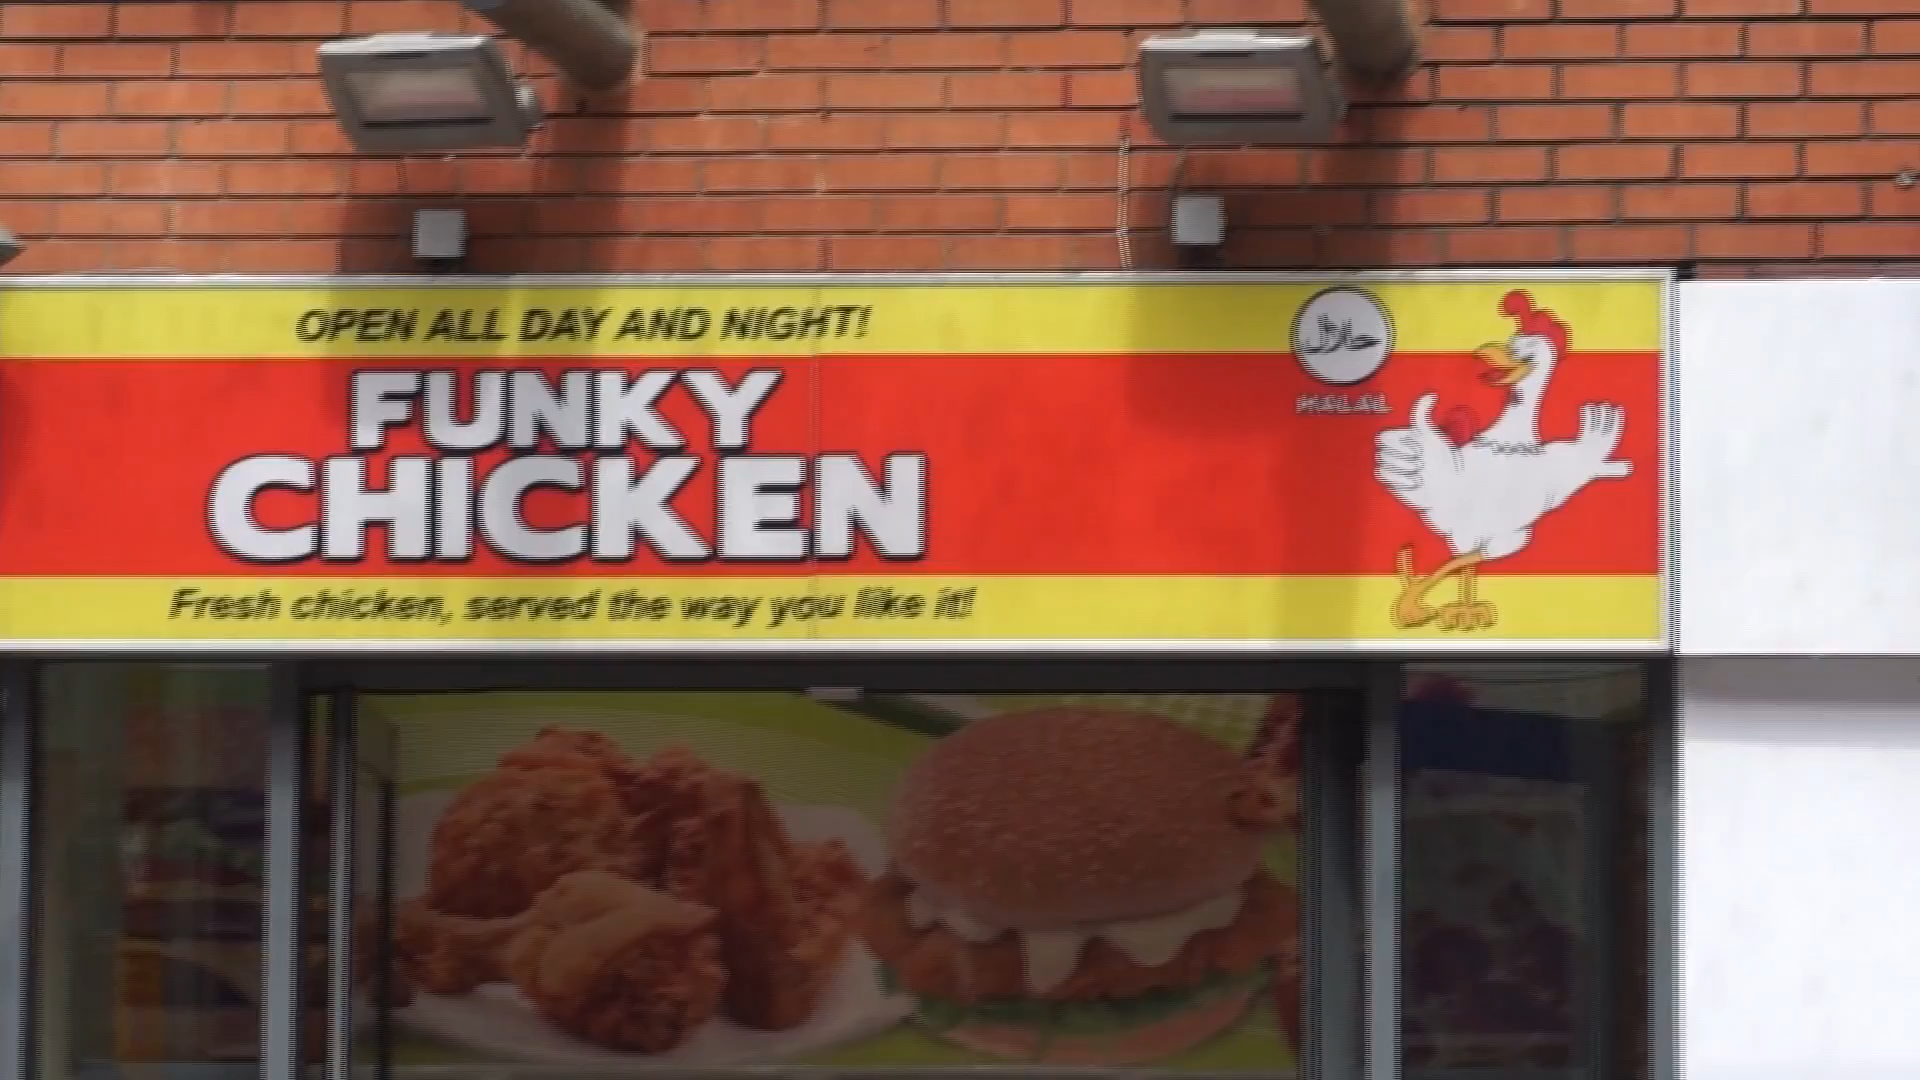 OPEN ALL DAY AND NIGHT!
FUNKY
CHICKEN
Fresh chicken, served the way you like it!
حلال
HALAL